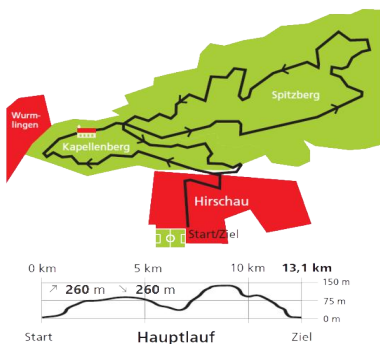 Spitzberg
Wurm-
lingen
Kapellenberg
Hirschau
Start/Ziel
0 km 5 km 10 km 13,1 km
↗ 260 m ↘ 260 m
150 m
75 m
0 m
Start Hauptlauf Ziel